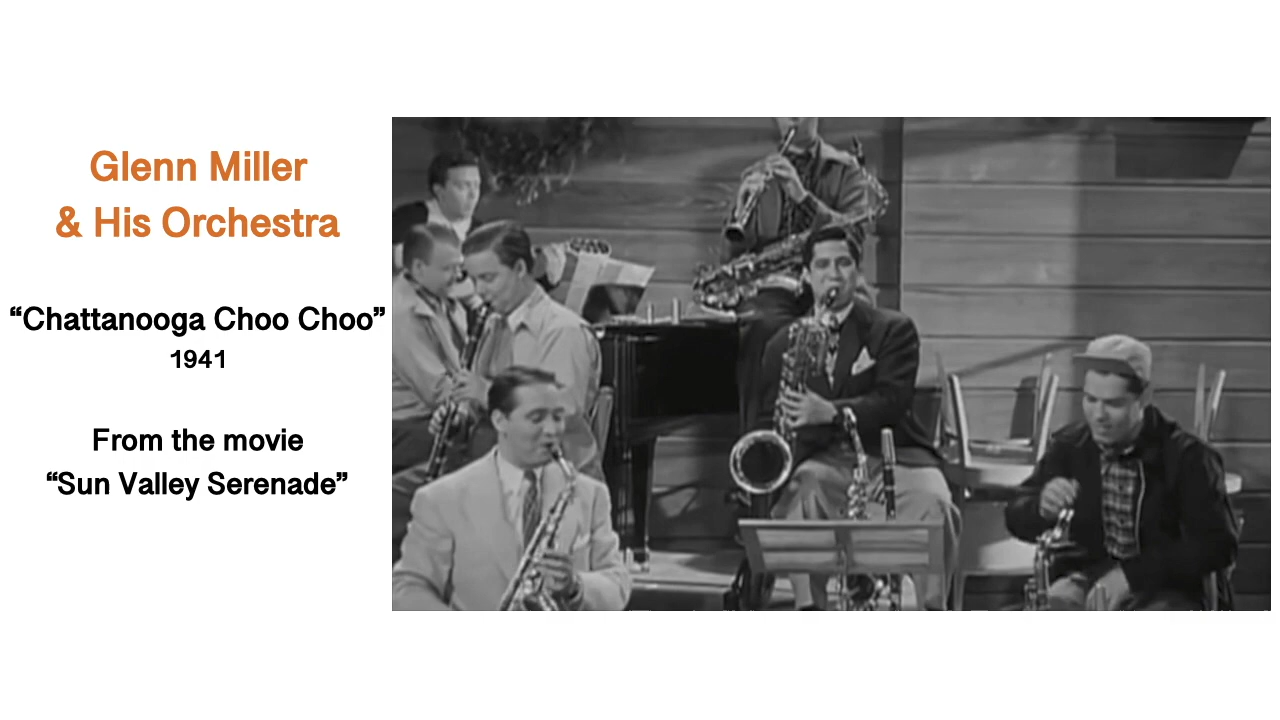 Glenn Miller
& His Orchestra
“Chattanooga Choo Choo”
1941
From the movie
“Sun Valley Serenade”